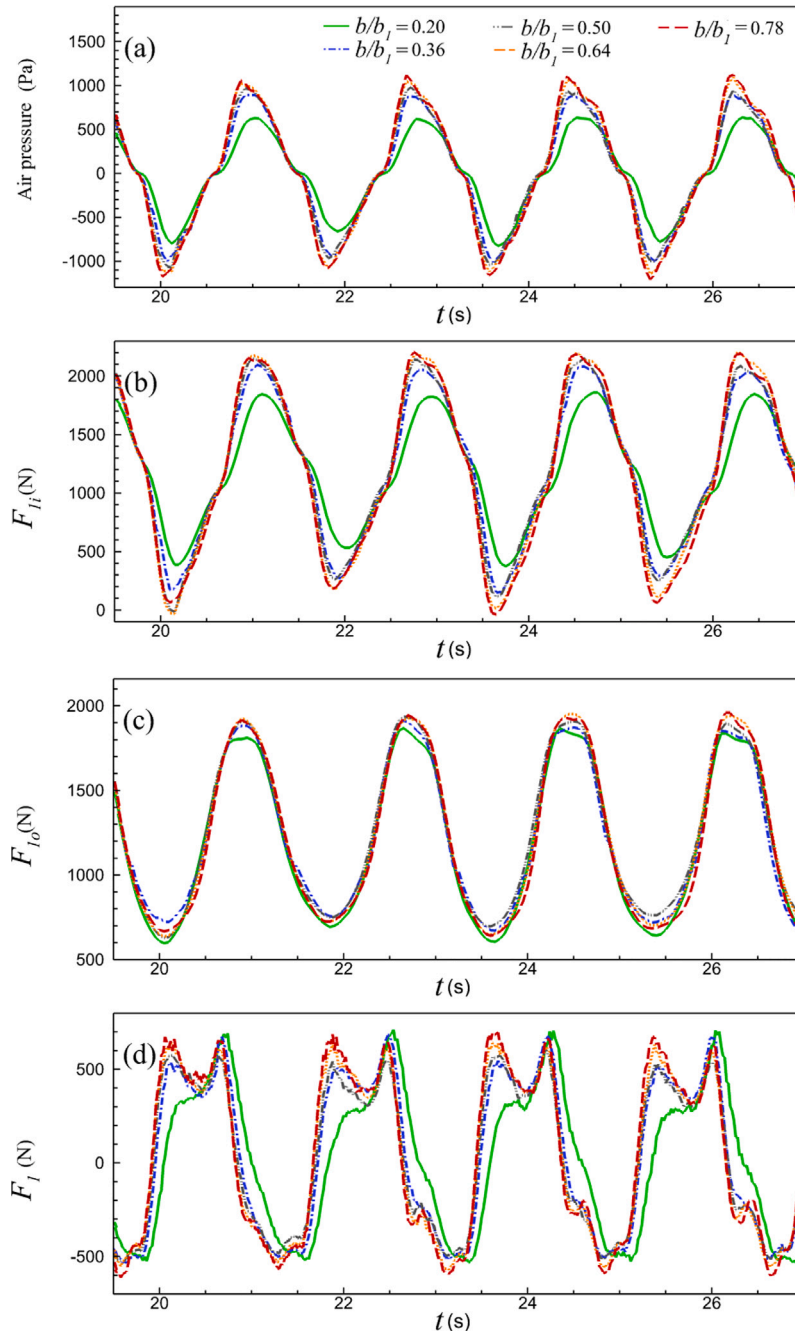 (a)
b/b1 = 0.20 b/b1 = 0.50 b/b1 = 0.78
b/b1 = 0.36 b/b1 = 0.64
Air pressure (Pa)
1500
1000
500
0
-500
-1000
20 22 24 26
t (s)
(b)
F1i (N)
2000
1500
1000
500
0
20 22 24 26
t (s)
(c)
F1o (N)
2000
1500
1000
500
20 22 24 26
t (s)
(d)
F1 (N)
500
0
-500
20 22 24 26
t (s)